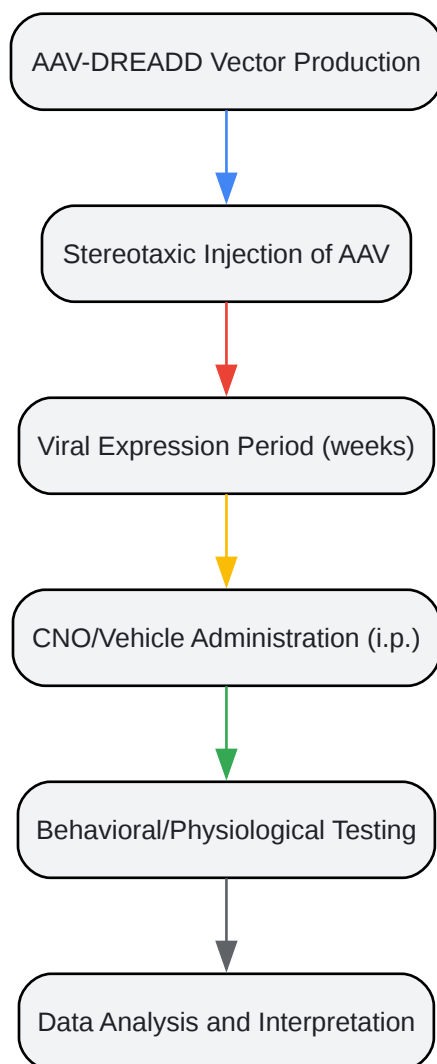 AAV-DREADD Vector Production
Stereotaxic Injection of AAV
Viral Expression Period (weeks)
CNO/Vehicle Administration (i.p.)
Behavioral/Physiological Testing
Data Analysis and Interpretation